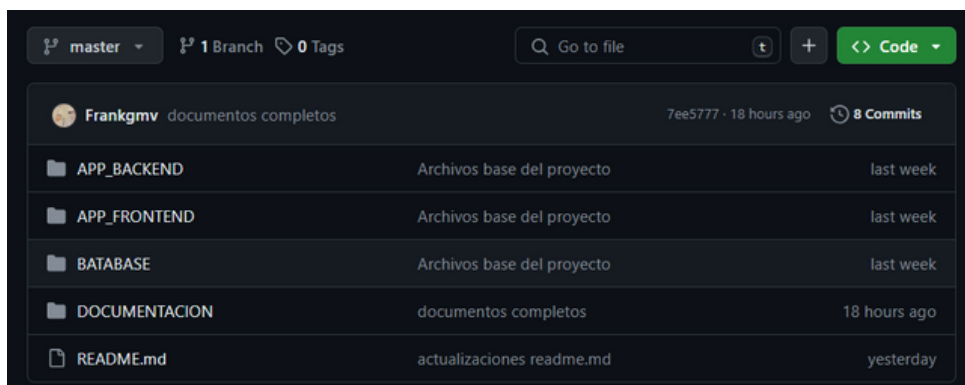 master 1 Branch 0 Tags Go to file t + <> Code
Frankgmv documentos completos 7ee5777 · 18 hours ago 8 Commits
APP_BACKEND Archivos base del proyecto last week
APP_FRONTEND Archivos base del proyecto last week
BATABASE Archivos base del proyecto last week
DOCUMENTACION documentos completos 18 hours ago
README.md actualizaciones readme.md yesterday